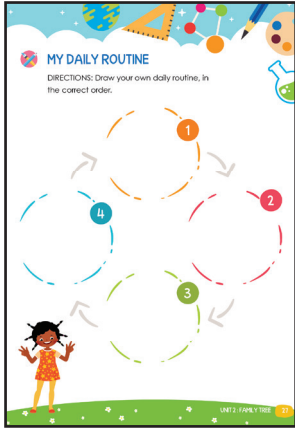 MY DAILY ROUTINE
DIRECTIONS: Draw your own daily routine, in
the correct order.
1
2
4
3
UNIT 2 : FAMILY TREE 37